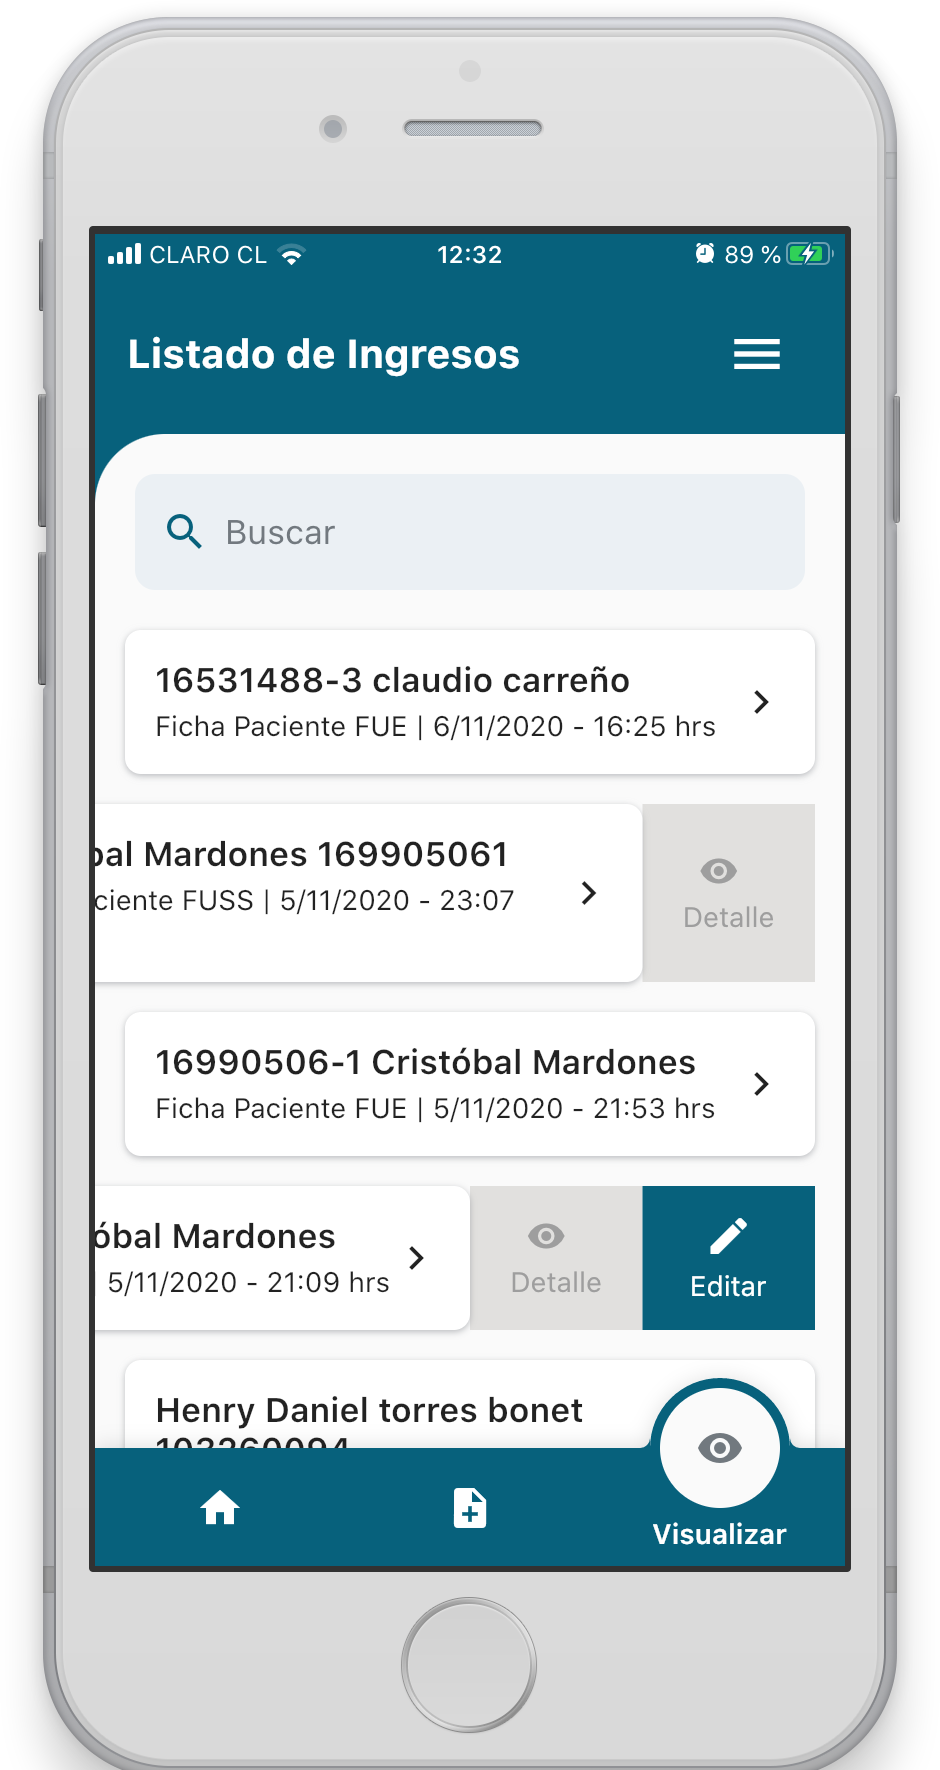 CLARO CL 12:32 89 %
Listado de Ingresos
Buscar
16531488-3 claudio carreño
Ficha Paciente FUE | 6/11/2020 - 16:25 hrs
bal Mardones 169905061
ciente FUSS | 5/11/2020 - 23:07
Detalle
16990506-1 Cristóbal Mardones
Ficha Paciente FUE | 5/11/2020 - 21:53 hrs
óbal Mardones
| 5/11/2020 - 21:09 hrs
Detalle
Editar
Henry Daniel torres bonet
103260094
Visualizar